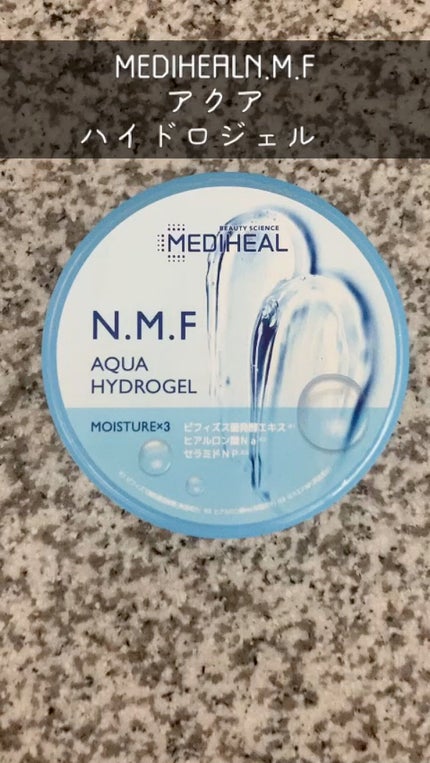 MEDIHEALN.M.F
アクア
ハイドロジェル
BEAUTY SCIENCE
MEDIHEAL
N.M.F
AQUA
HYDROGEL
MOISTURE×3
ビフィズス菌発酵エキス
ヒアルロン酸Na
セラミドNP